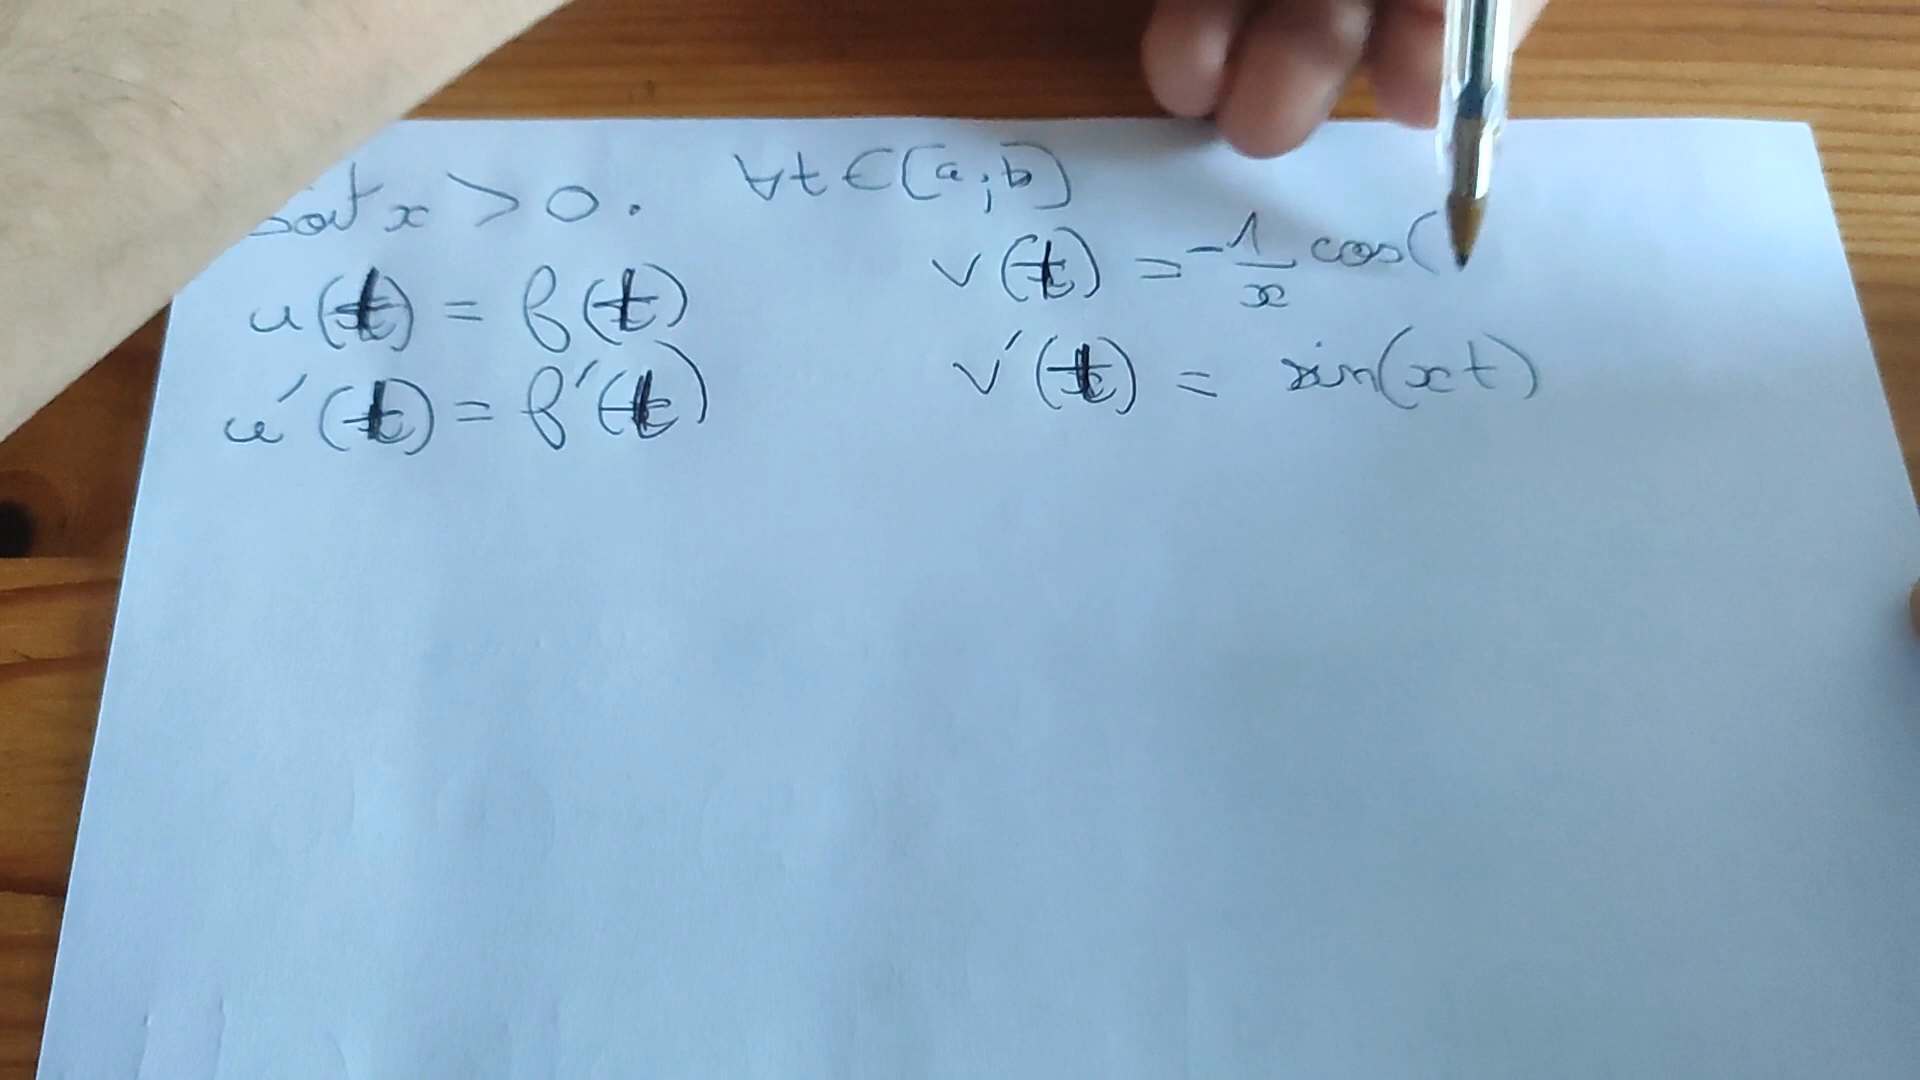 Soit x > 0. ∀t ∈ [a;b]
u(t) = f(t) v(t) = -1/x cos(
u'(t) = f'(t) v'(t) = sin(xt)